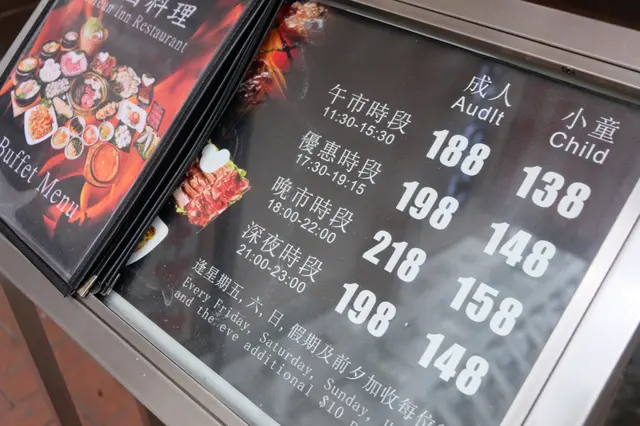 料理
Inn Restaurant
Buffet Menu
成人 小童
Audlt Child
午市時段
11:30-15:30 188 138
優惠時段
17:30-19:15 198 148
晚市時段
18:00-22:00 218 158
深夜時段
21:00-23:00 198 148
逢星期五,六,日,假期及前夕加收每位
Every Friday, Saturday, Sunday,
and the eve additional $10